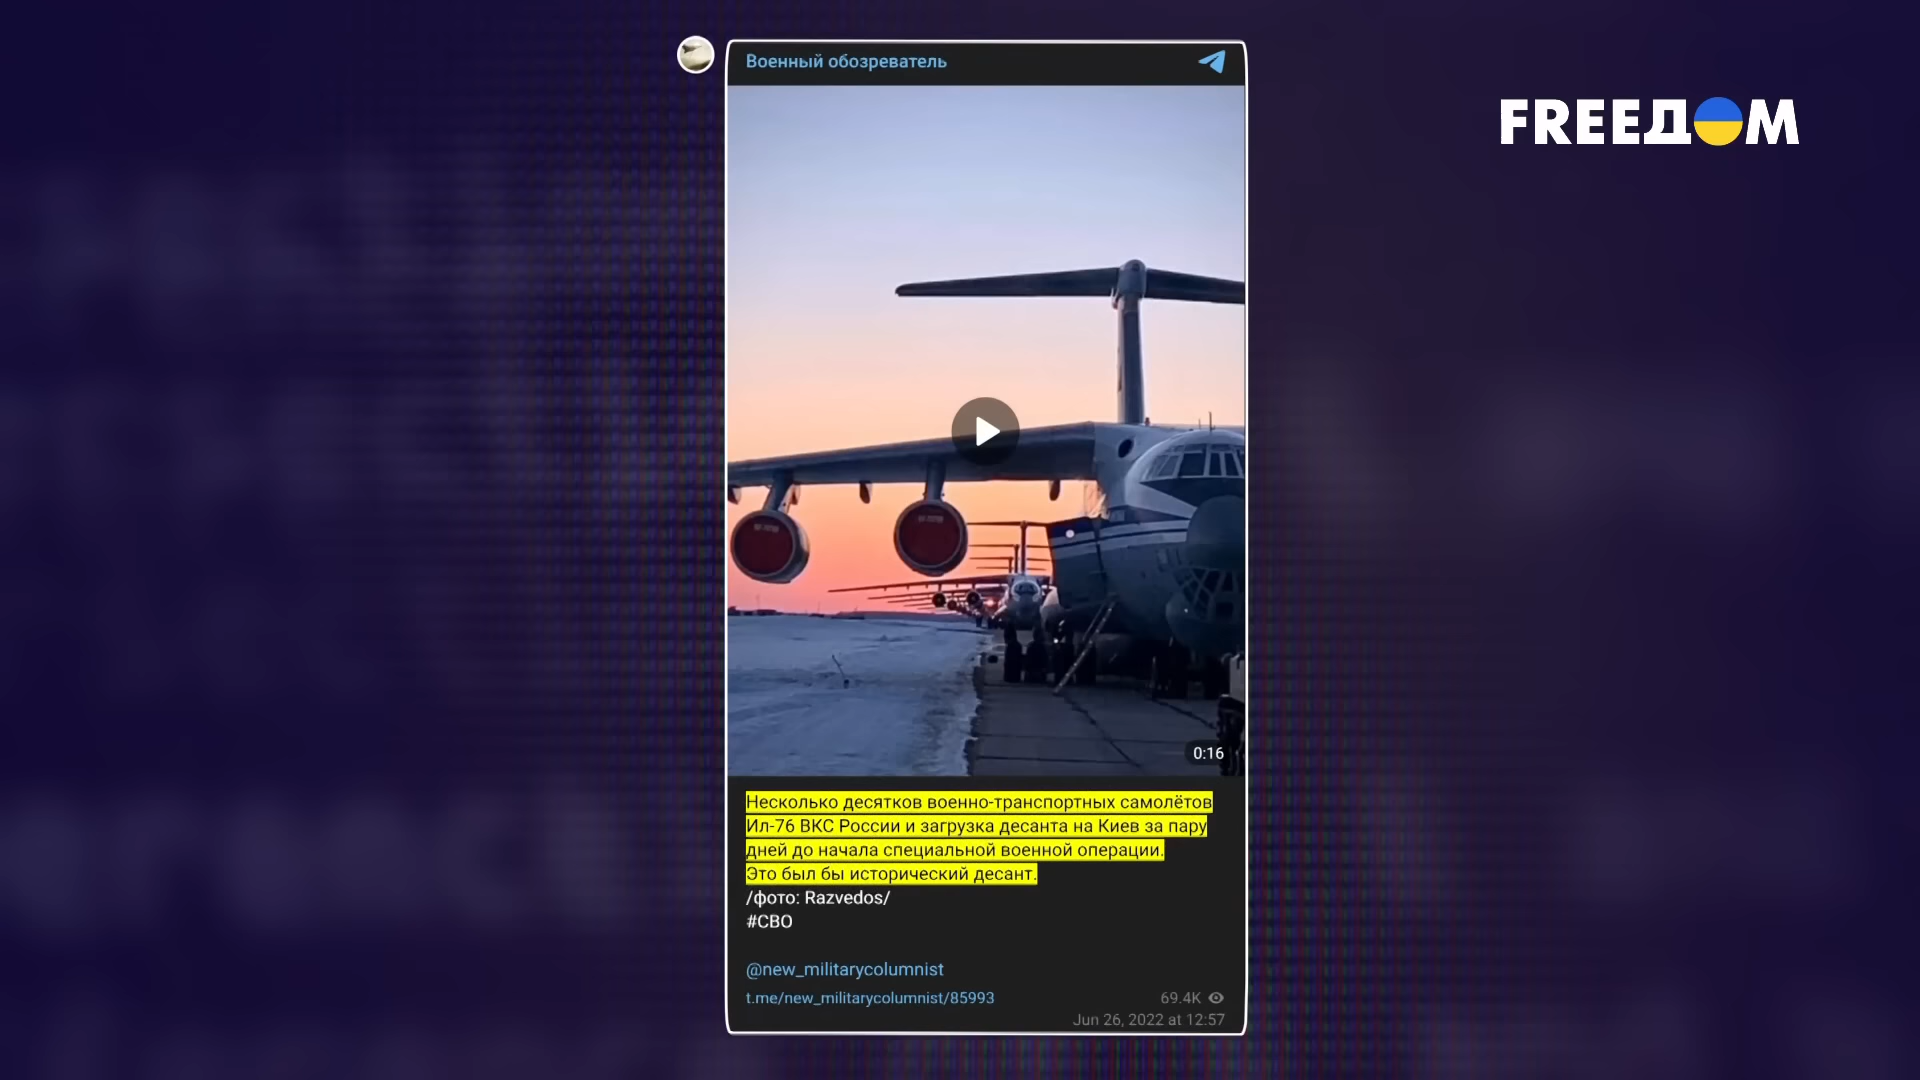 Военный обозреватель
FREEДОМ
0:16
Несколько десятков военно-транспортных самолётов
Ил-76 ВКС России и загрузка десанта на Киев за пару
дней до начала специальной военной операции.
Это был бы исторический десант.
/фото: Razvedos/
#СВО
@new_militarycolumnist
t.me/new_militarycolumnist/85993
69.4K
Jun 26, 2022 at 12:57